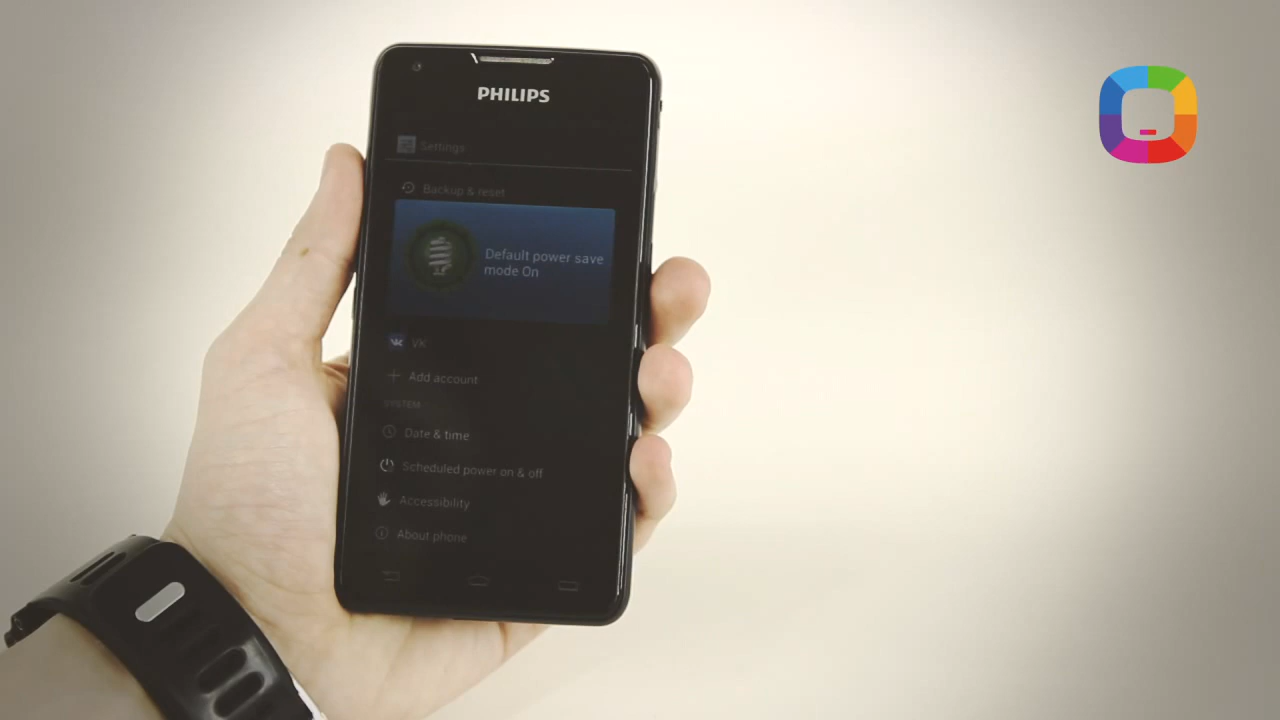 PHILIPS
Settings
Backup & reset
Default power save
mode On
VK
Add account
SYSTEM
Date & time
Scheduled power on & off
Accessibility
About phone